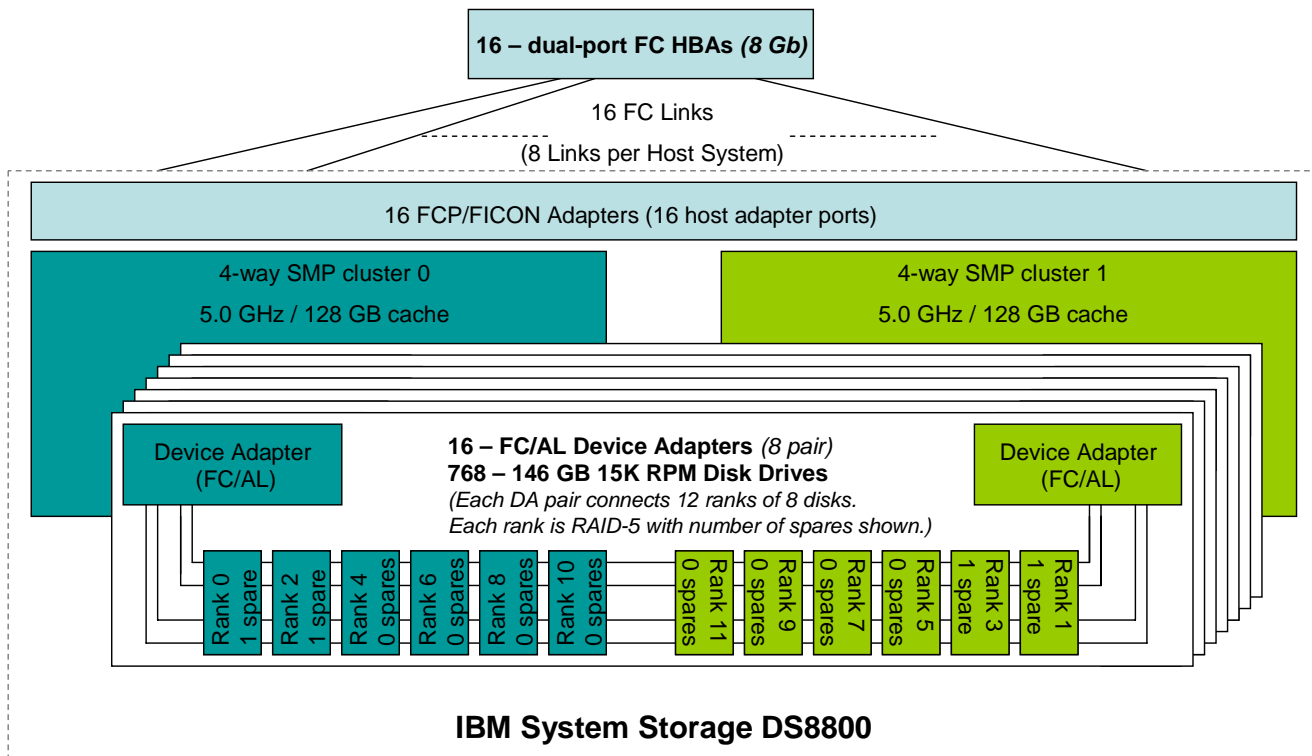 16 – dual-port FC HBAs (8 Gb)
16 FC Links
(8 Links per Host System)
16 FCP/FICON Adapters (16 host adapter ports)
4-way SMP cluster 0
5.0 GHz / 128 GB cache
4-way SMP cluster 1
5.0 GHz / 128 GB cache
Device Adapter
(FC/AL)
16 – FC/AL Device Adapters (8 pair)
768 – 146 GB 15K RPM Disk Drives
(Each DA pair connects 12 ranks of 8 disks.
Each rank is RAID-5 with number of spares shown.)
Device Adapter
(FC/AL)
Rank 0
1 spare
Rank 2
1 spare
Rank 4
0 spares
Rank 6
0 spares
Rank 8
0 spares
Rank 10
0 spares
Rank 11
0 spares
Rank 9
0 spares
Rank 7
0 spares
Rank 5
0 spares
Rank 3
1 spare
Rank 1
1 spare
IBM System Storage DS8800